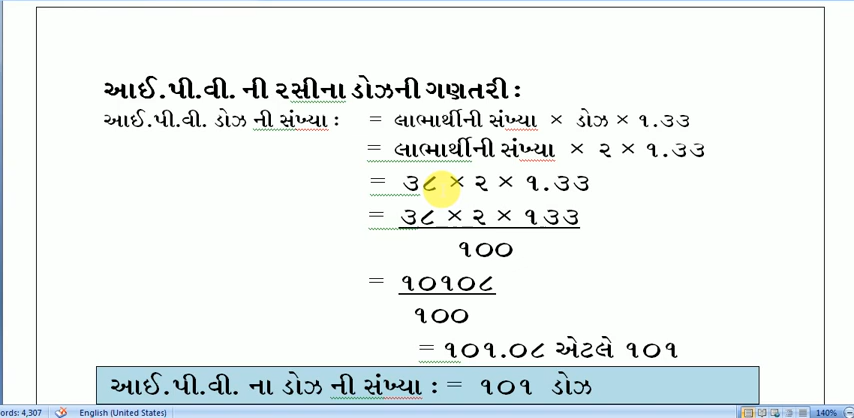 આઈ.પી.વી. ની રસીના ડોઝની ગણતરી :
આઈ.પી.વી. ડોઝ ની સંખ્યા : = લાભાર્થીની સંખ્યા × ડોઝ × ૧.૩૩
= લાભાર્થીની સંખ્યા × ૨ × ૧.૩૩
= ૩૮ × ૨ × ૧.૩૩
= ૩૮ × ૨ × ૧૩૩
૧૦૦
= ૧૦૧૦૮
૧૦૦
= ૧૦૧.૦૮ એટલે ૧૦૧
આઈ.પી.વી. ના ડોઝ ની સંખ્યા : = ૧૦૧ ડોઝ
ords: 4,307 English (United States) 140%